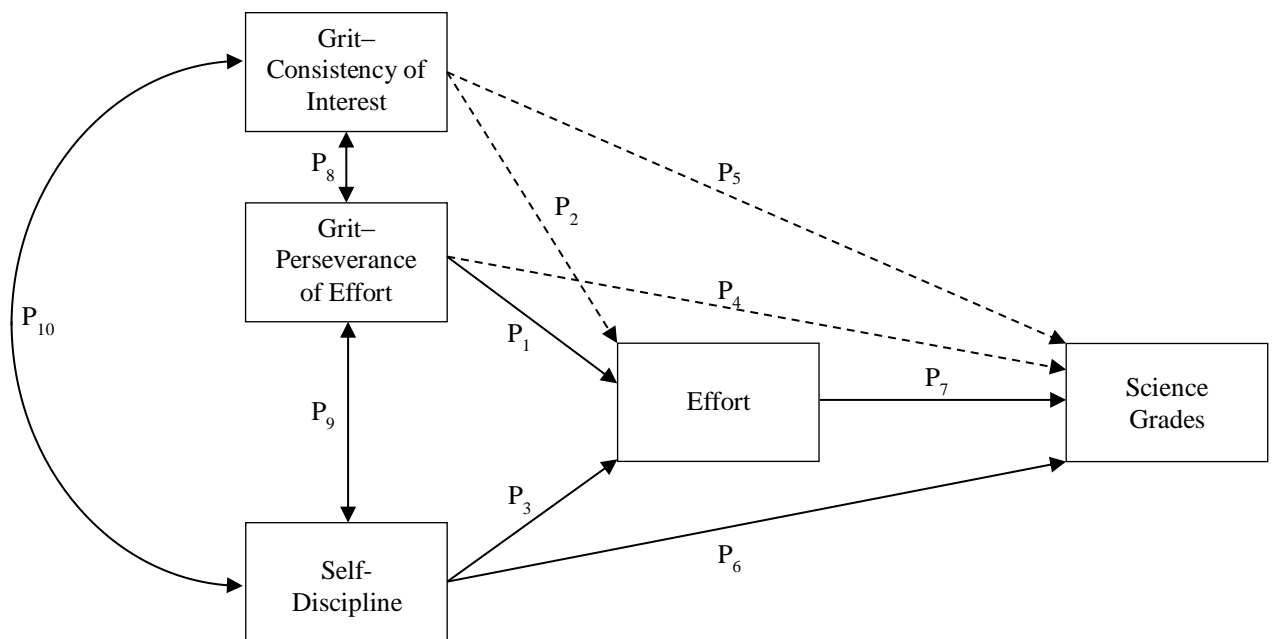 Grit–
Consistency of
Interest
P₈
P₅
P₂
Grit–
Perseverance
of Effort
P₄
P₁₀
P₁
P₇
Effort
Science
Grades
P₉
P₃
P₆
Self-
Discipline